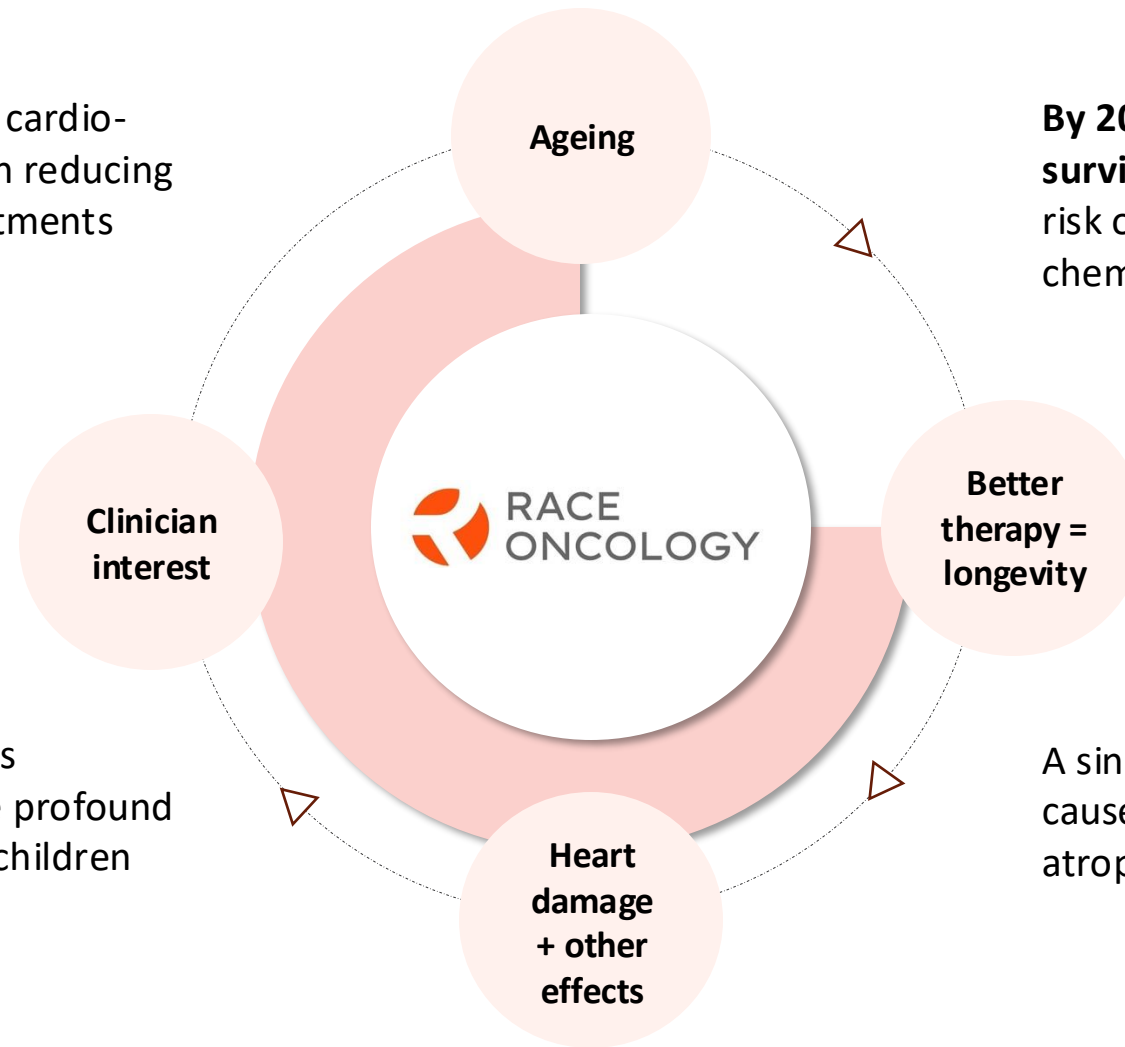 cardio-
reducing
tments
Ageing
By 20
survi
risk
chem
Clinician
interest
RACE
ONCOLOGY
Better
therapy =
longevity
s
profound
children
Heart
damage
+ other
effects
A sin
cause
atrop